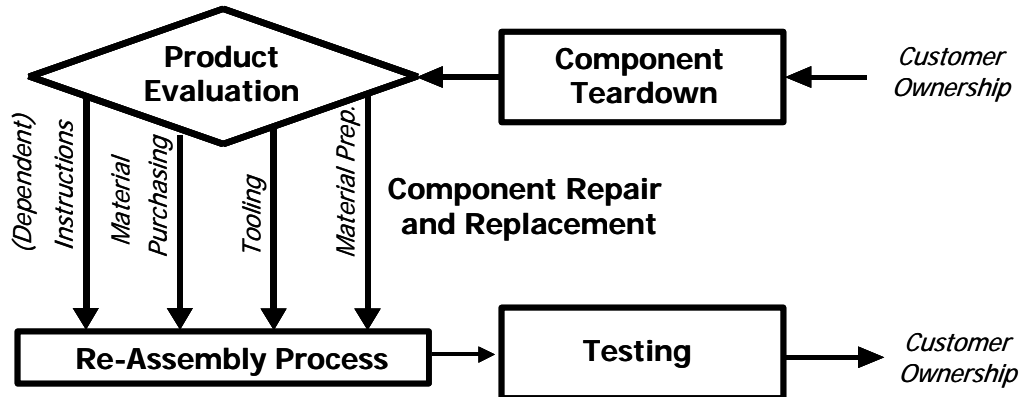 Product
Evaluation
Component
Teardown
Customer
Ownership
(Dependent)
Instructions
Material
Purchasing
Tooling
Material Prep.
Component Repair
and Replacement
Re-Assembly Process
Testing
Customer
Ownership